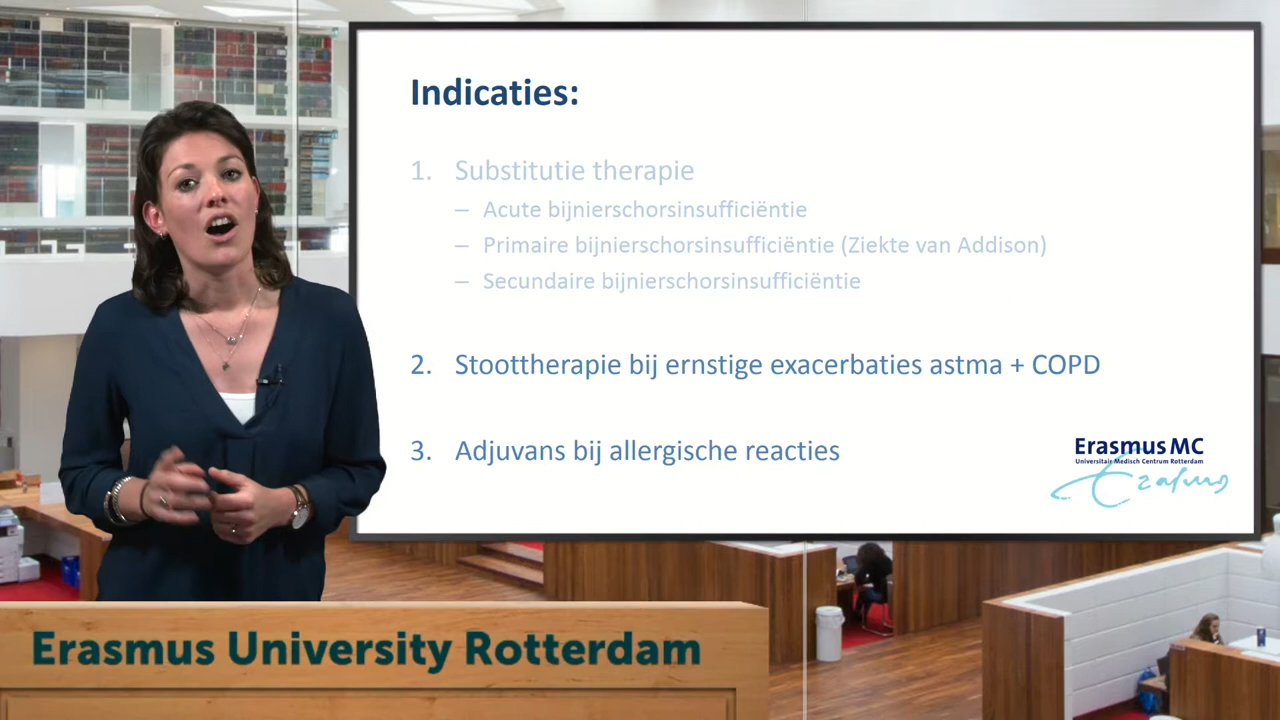 Indicaties:
1. Substitutie therapie
– Acute bijnierschorsinsufficiëntie
– Primaire bijnierschorsinsufficiëntie (Ziekte van Addison)
– Secundaire bijnierschorsinsufficiëntie
2. Stoottherapie bij ernstige exacerbaties astma + COPD
3. Adjuvans bij allergische reacties
Erasmus MC
Universitair Medisch Centrum Rotterdam
Erasmus
Erasmus University Rotterdam